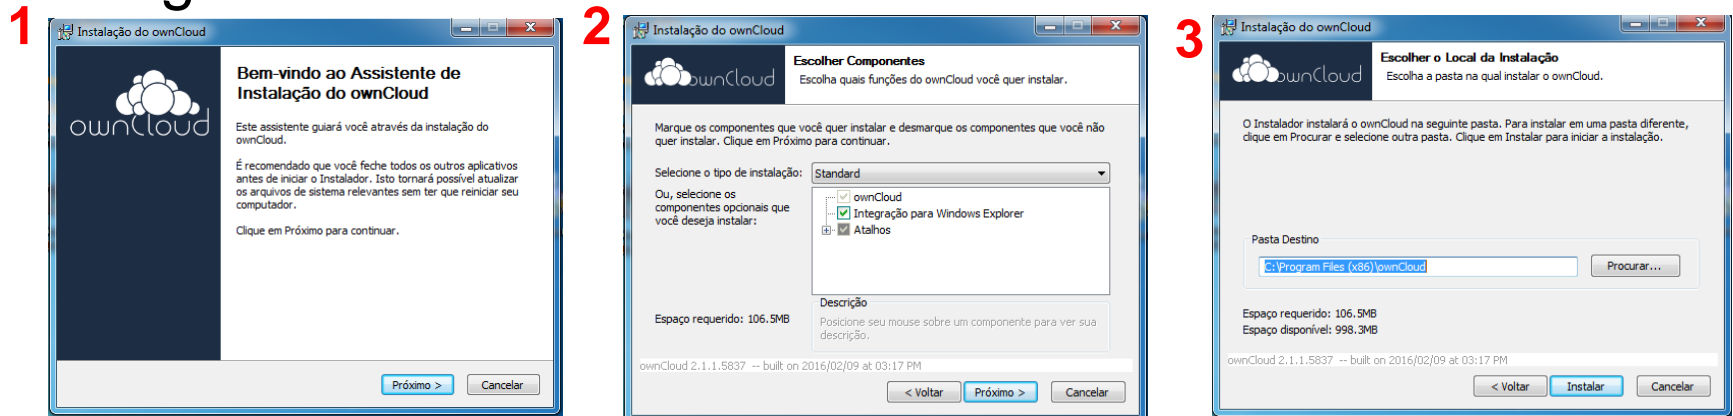 1
Instalação do ownCloud
ownCloud
Bem-vindo ao Assistente de
Instalação do ownCloud
Este assistente guiará você através da instalação do
ownCloud.
É recomendado que você feche todos os outros aplicativos
antes de iniciar o Instalador. Isto tornará possível atualizar
os arquivos de sistema relevantes sem ter que reiniciar seu
computador.
Clique em Próximo para continuar.
Próximo >
Cancelar
2
Instalação do ownCloud
ownCloud
Escolher Componentes
Escolha quais funções do ownCloud você quer instalar.
Marque os componentes que você quer instalar e desmarque os componentes que você não
quer instalar. Clique em Próximo para continuar.
Selecione o tipo de instalação:
Standard
Ou, selecione os
componentes opcionais que
você deseja instalar:
ownCloud
Integração para Windows Explorer
Atalhos
Espaço requerido: 106.5MB
Descrição
Posicione seu mouse sobre um componente para ver sua
descrição.
ownCloud 2.1.1.5837 -- built on 2016/02/09 at 03:17 PM
< Voltar
Próximo >
Cancelar
3
Instalação do ownCloud
ownCloud
Escolher o Local da Instalação
Escolha a pasta na qual instalar o ownCloud.
O Instalador instalará o ownCloud na seguinte pasta. Para instalar em uma pasta diferente,
clique em Procurar e selecione outra pasta. Clique em Instalar para iniciar a instalação.
Pasta Destino
C:\Program Files (x86)\ownCloud
Procurar...
Espaço requerido: 106.5MB
Espaço disponível: 998.3MB
ownCloud 2.1.1.5837 -- built on 2016/02/09 at 03:17 PM
< Voltar
Instalar
Cancelar